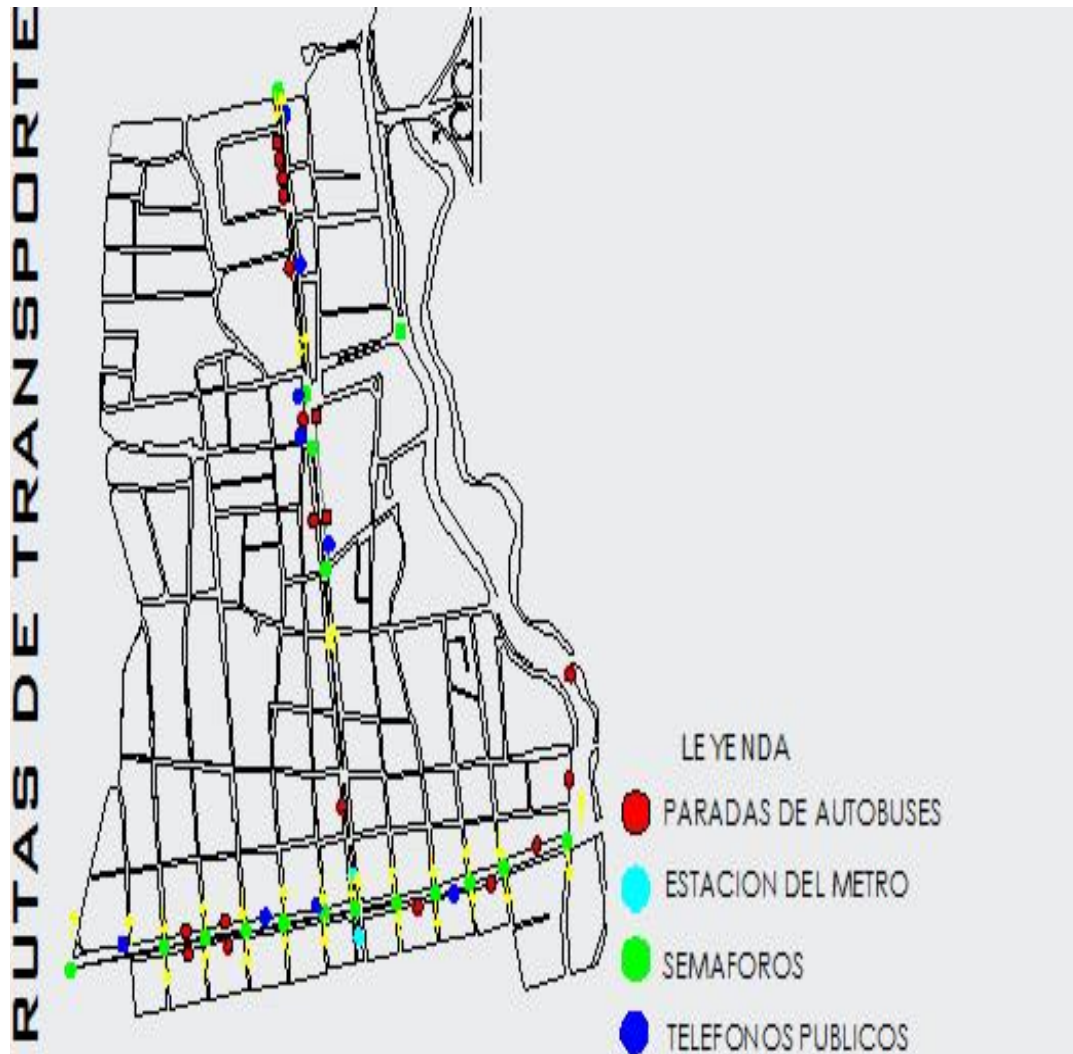 RUTAS DE TRANSPORTE
LEYENDA
PARADAS DE AUTOBUSES
ESTACION DEL METRO
SEMAFOROS
TELEFONOS PUBLICOS